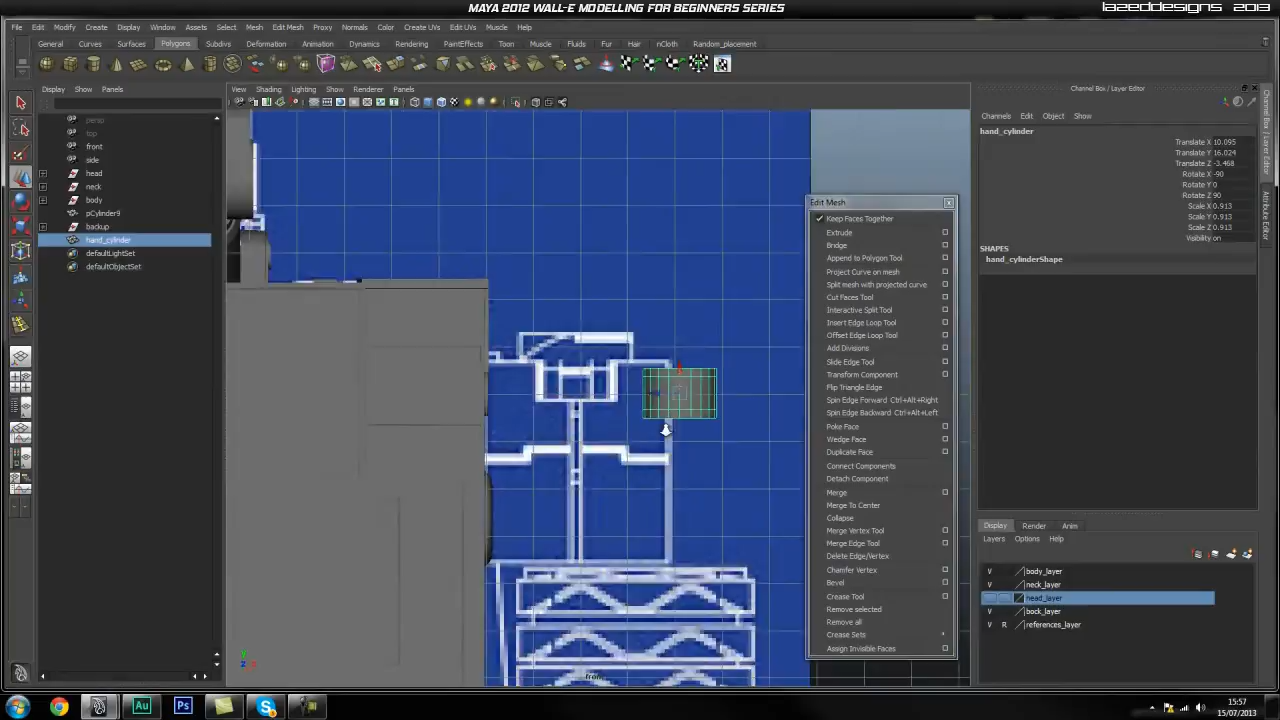 MAYA 2012 WALL-E MODELLING FOR BEGINNERS SERIES
LAZEDDESIGNS 2013
File Edit Modify Create Display Window Assets Select Mesh Edit Mesh Proxy Normals Color Create UVs Edit UVs Muscle Help
General Curves Surfaces Polygons Subdivs Deformation Animation Dynamics Rendering PaintEffects Toon Muscle Fluids Fur Hair nCloth Random_placement
Display Show Panels
View Shading Lighting Show Renderer Panels
Channel Box / Layer Editor
Channels Edit Object Show
persp
top
front
side
head
neck
body
pCylinder9
backup
hand_cylinder
defaultLightSet
defaultObjectSet
front
y
z
Edit Mesh
Keep Faces Together
Extrude
Bridge
Append to Polygon Tool
Project Curve on mesh
Split mesh with projected curve
Cut Faces Tool
Interactive Split Tool
Insert Edge Loop Tool
Offset Edge Loop Tool
Add Divisions
Slide Edge Tool
Transform Component
Flip Triangle Edge
Spin Edge Forward Ctrl+Alt+Right
Spin Edge Backward Ctrl+Alt+Left
Poke Face
Wedge Face
Duplicate Face
Connect Components
Detach Component
Merge
Merge To Center
Collapse
Merge Vertex Tool
Merge Edge Tool
Delete Edge/Vertex
Chamfer Vertex
Bevel
Crease Tool
Remove selected
Remove all
Crease Sets
Assign Invisible Faces
hand_cylinder
Translate X 10.095
Translate Y 16.024
Translate Z -3.468
Rotate X -90
Rotate Y 0
Rotate Z 90
Scale X 0.913
Scale Y 0.913
Scale Z 0.913
Visibility on
SHAPES
hand_cylinderShape
Channel Box / Layer Editor
Attribute Editor
Display Render Anim
Layers Options Help
V body_layer
V neck_layer
head_layer
V bock_layer
V R references_layer
Au
Ps
S
15:57
15/07/2013